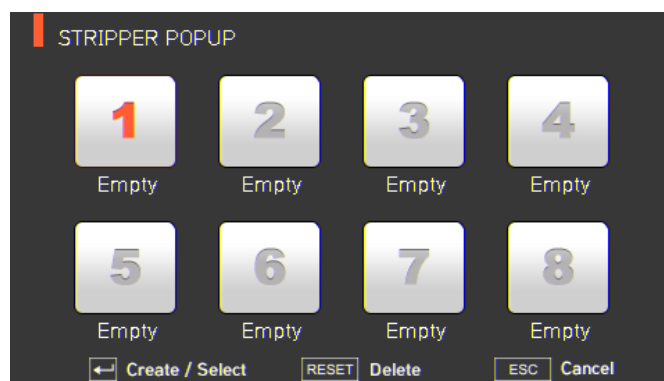 STRIPPER POPUP
1 2 3 4
Empty Empty Empty Empty
5 6 7 8
Empty Empty Empty Empty
Create / Select RESET Delete ESC Cancel